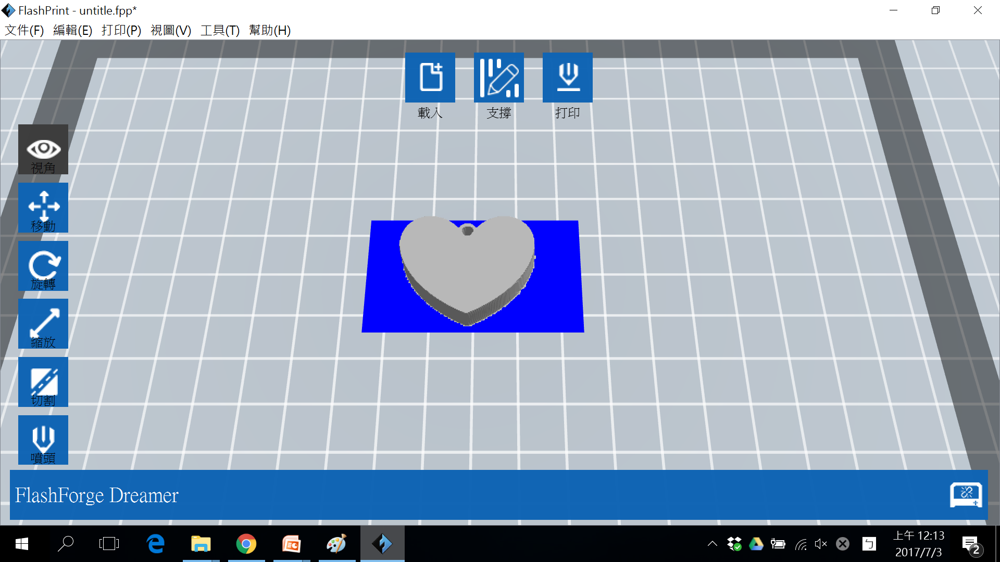 FlashPrint - untitle.fpp*
文件(F) 編輯(E) 打印(P) 視圖(V) 工具(T) 幫助(H)
載入 支撐 打印
視角
移動
旋轉
縮放
切割
噴頭
FlashForge Dreamer
上午 12:13
2017/7/3
ㄅ
2